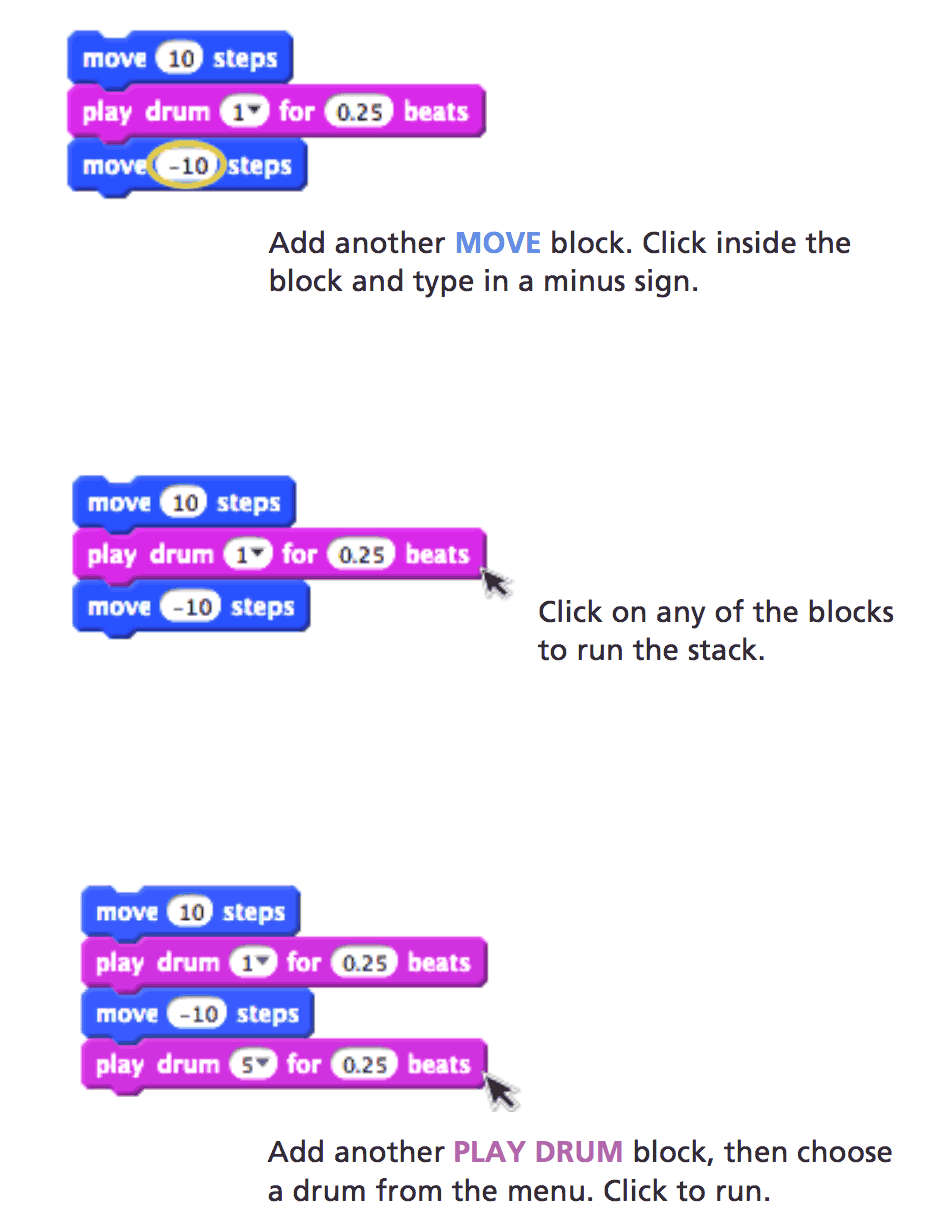 move 10 steps
play drum 1 for 0.25 beats
move -10 steps
Add another MOVE block. Click inside the
block and type in a minus sign.
move 10 steps
play drum 1 for 0.25 beats
move -10 steps
Click on any of the blocks
to run the stack.
move 10 steps
play drum 1 for 0.25 beats
move -10 steps
play drum 5 for 0.25 beats
Add another PLAY DRUM block, then choose
a drum from the menu. Click to run.